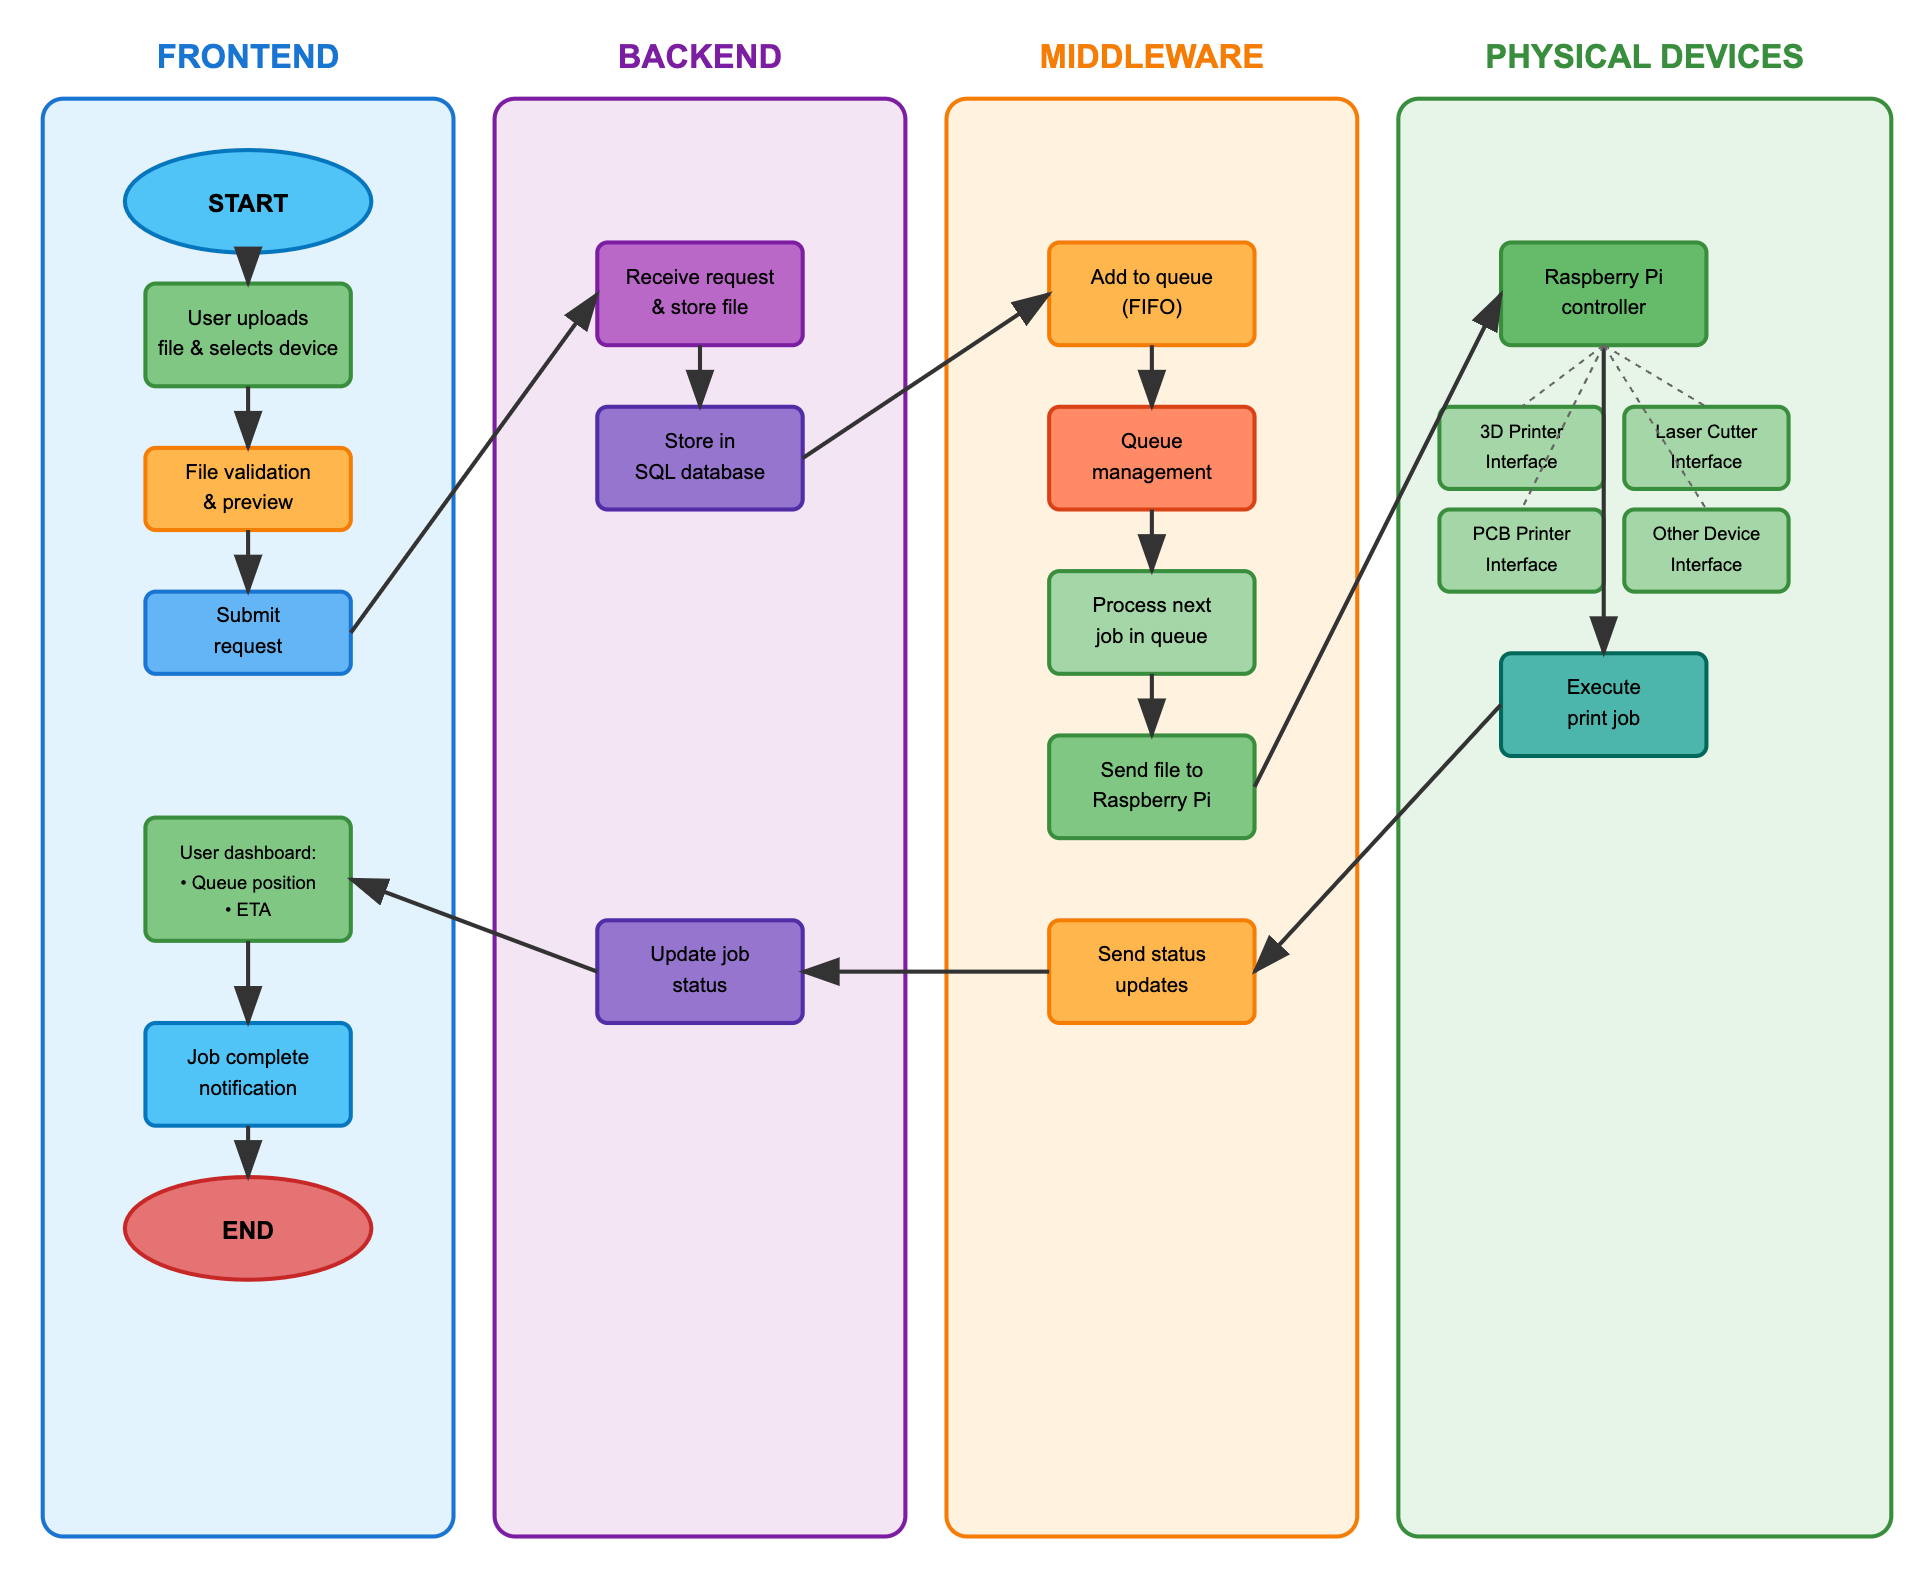 FRONTEND
BACKEND
MIDDLEWARE
PHYSICAL DEVICES
START
User uploads
file & selects device
File validation
& preview
Submit
request
User dashboard:
• Queue position
• ETA
Job complete
notification
END
Receive request
& store file
Store in
SQL database
Update job
status
Add to queue
(FIFO)
Queue
management
Process next
job in queue
Send file to
Raspberry Pi
Send status
updates
Raspberry Pi
controller
3D Printer
Interface
Laser Cutter
Interface
PCB Printer
Interface
Other Device
Interface
Execute
print job